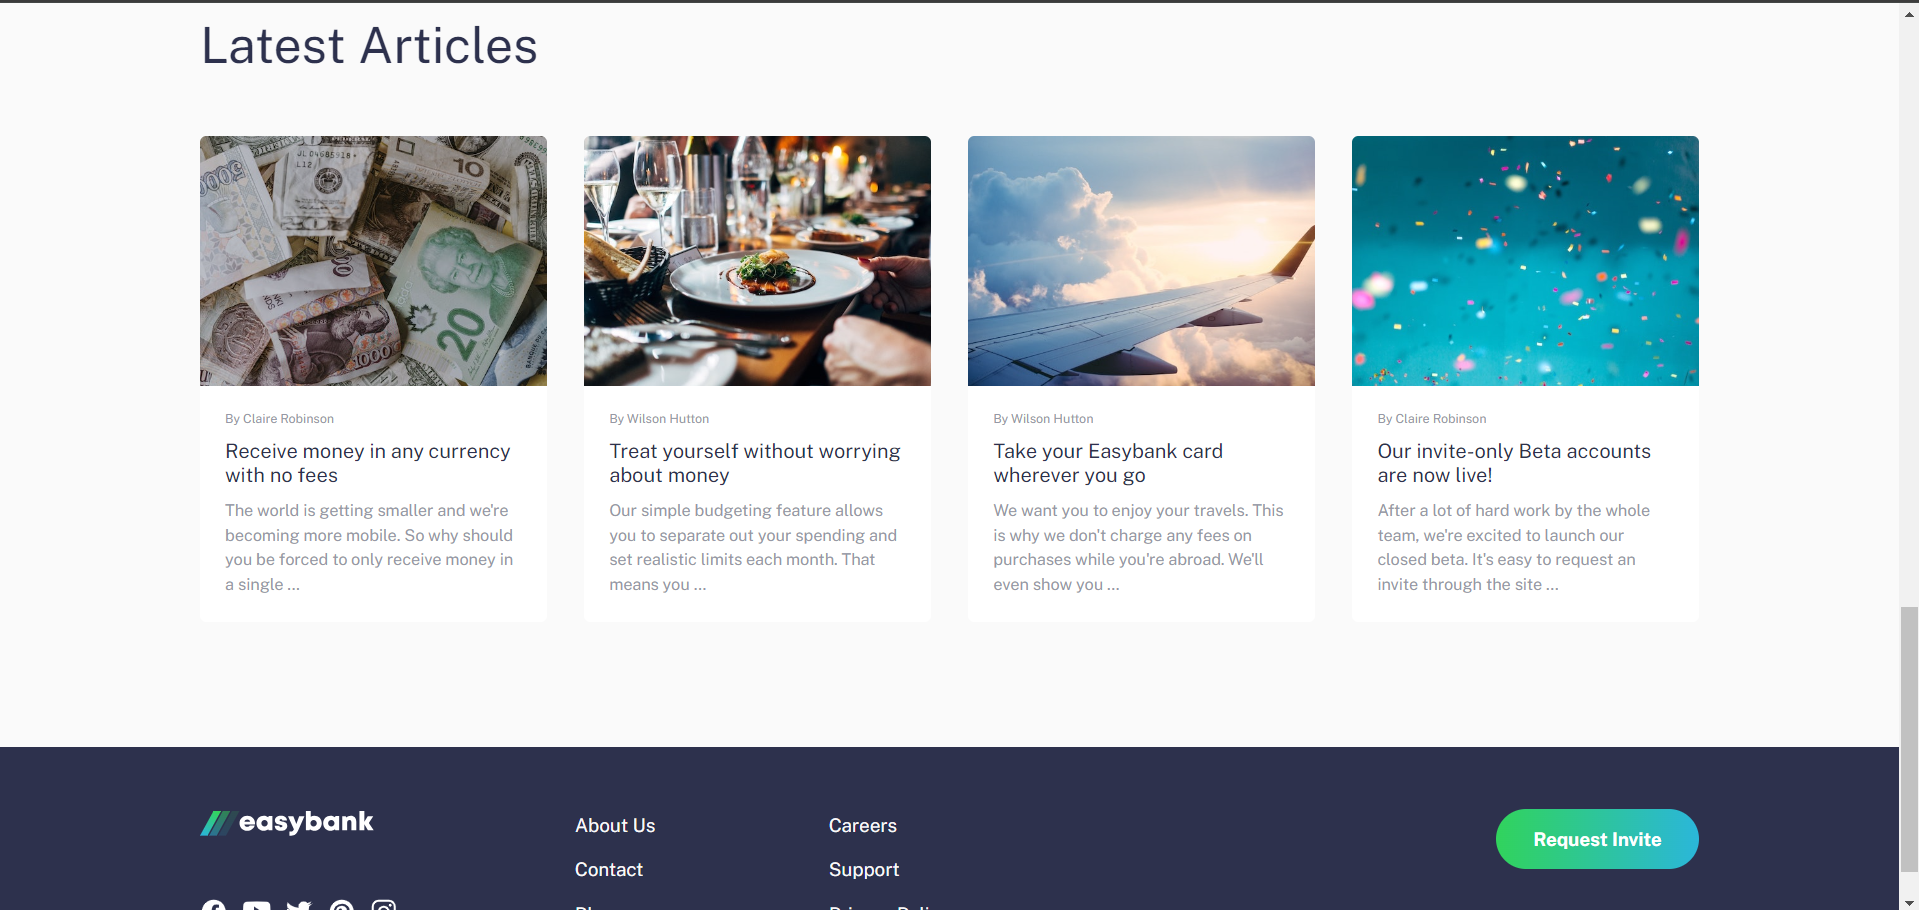 Latest Articles
JL 04685918 *
L12
10
5000
20
1000
By Claire Robinson
Receive money in any currency
with no fees
The world is getting smaller and we're
becoming more mobile. So why should
you be forced to only receive money in
a single ...
By Wilson Hutton
Treat yourself without worrying
about money
Our simple budgeting feature allows
you to separate out your spending and
set realistic limits each month. That
means you ...
By Wilson Hutton
Take your Easybank card
wherever you go
We want you to enjoy your travels. This
is why we don't charge any fees on
purchases while you're abroad. We'll
even show you ...
By Claire Robinson
Our invite-only Beta accounts
are now live!
After a lot of hard work by the whole
team, we're excited to launch our
closed beta. It's easy to request an
invite through the site ...
easybank
About Us
Contact
Careers
Support
Request Invite